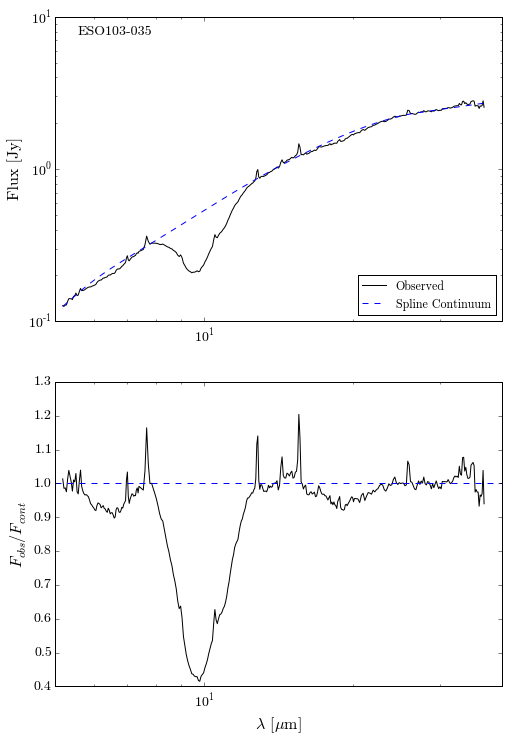 10^1
ESO103-035
Flux [Jy]
10^0
Observed
Spline Continuum
10^-1
10^1
1.3
1.2
1.1
1.0
0.9
F_obs/F_cont
0.8
0.7
0.6
0.5
0.4
10^1
λ [μm]